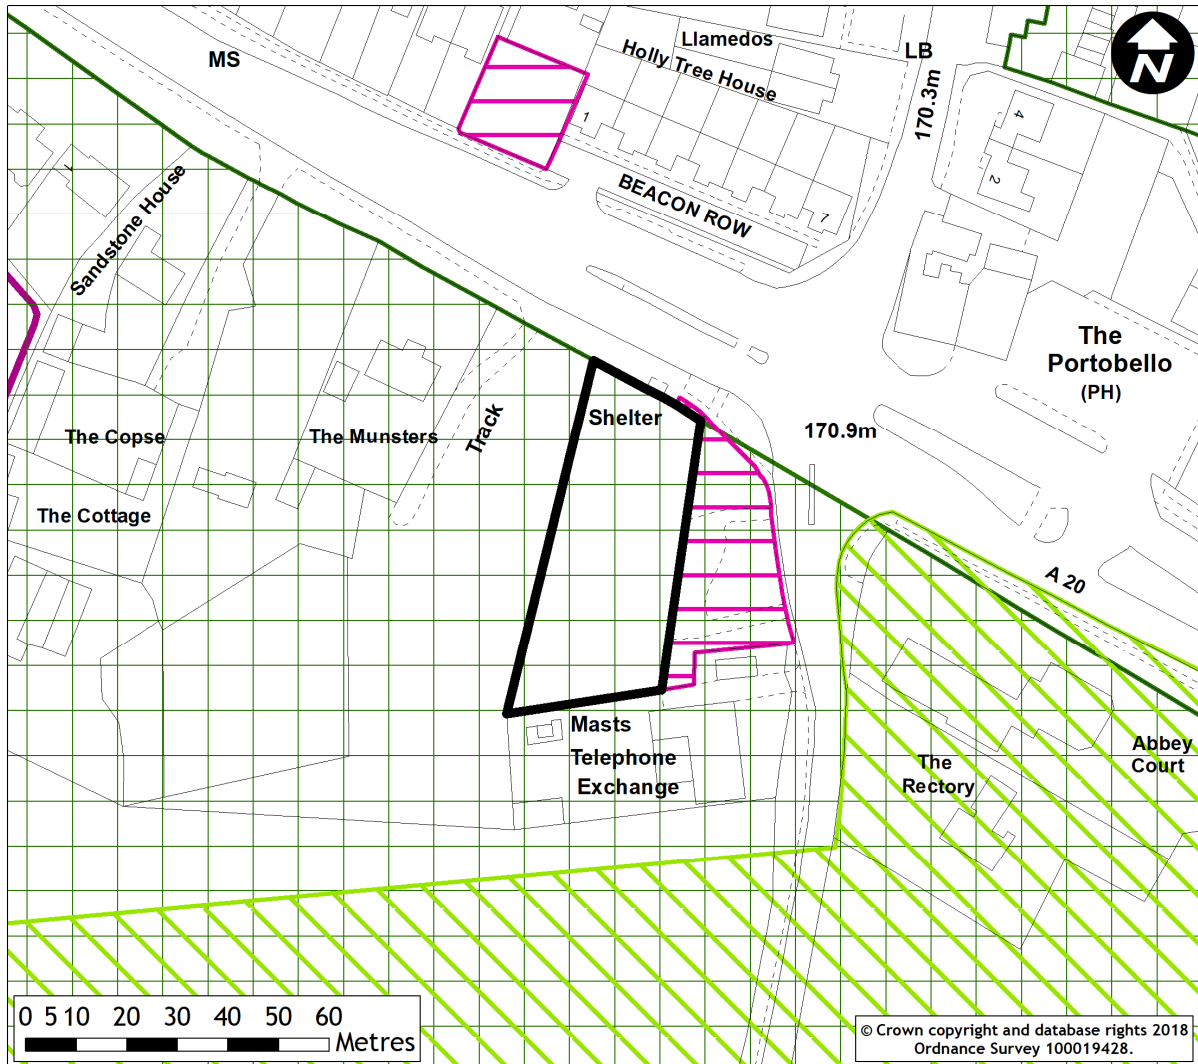 MS
Llamedos
Holly Tree House
LB
170.3m
N
1
4
2
7
BEACON ROW
7
Sandstone House
The
Portobello
(PH)
Shelter
Track
170.9m
The Copse
The Munsters
The Cottage
A 20
Masts
Telephone
Exchange
The
Rectory
Abbey
Court
0 5 10 20 30 40 50 60
Metres
© Crown copyright and database rights 2018
Ordnance Survey 100019428.